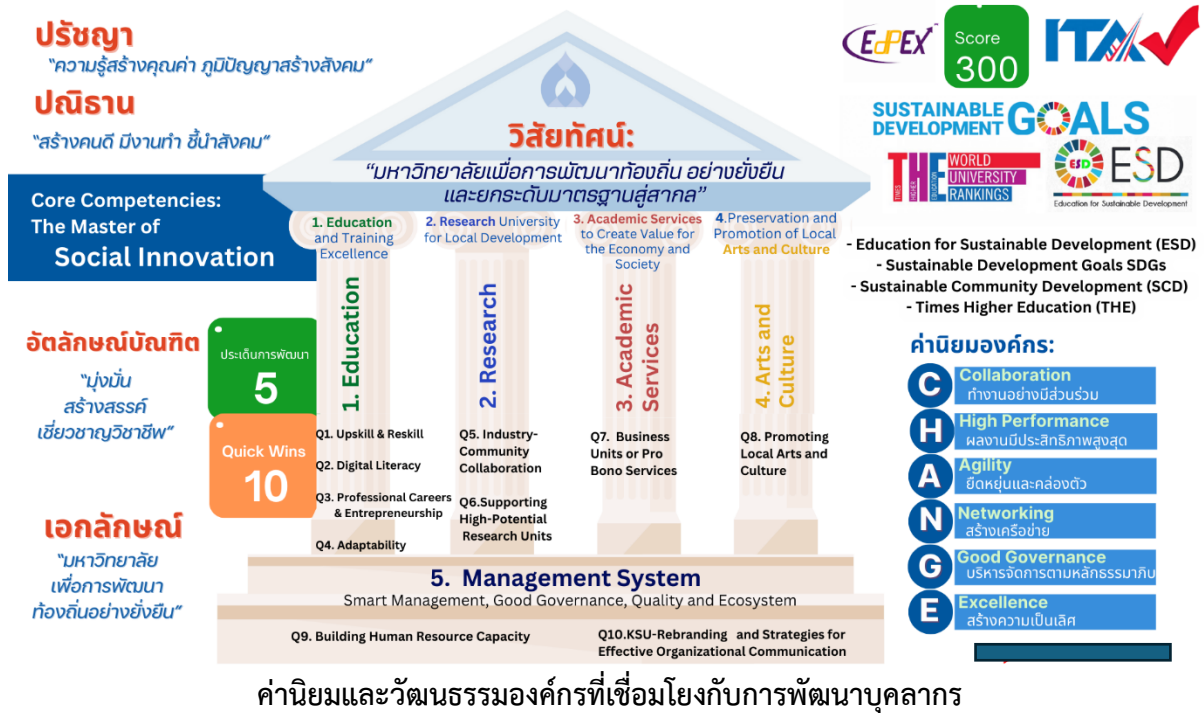 ปรัชญา
"ความรู้สร้างคุณค่า ภูมิปัญญาสร้างสังคม"
ปณิธาน
"สร้างคนดี มีงานทำ ชี้นำสังคม"
Core Competencies:
The Master of
Social Innovation
อัตลักษณ์บัณฑิต
"มุ่งมั่น
สร้างสรรค์
เชี่ยวชาญวิชาชีพ"
เอกลักษณ์
"มหาวิทยาลัย
เพื่อการพัฒนา
ท้องถิ่นอย่างยั่งยืน"
ประเด็นการพัฒนา
5
Quick Wins
10
วิสัยทัศน์:
"มหาวิทยาลัยเพื่อการพัฒนาท้องถิ่น อย่างยั่งยืน
และยกระดับมาตรฐานสู่สากล"
1. Education
and Training
Excellence
2. Research University
for Local Development
3. Academic Services
to Create Value for
the Economy and
Society
4.Preservation and
Promotion of Local
Arts and Culture
1. Education
2. Research
3. Academic
Services
4. Arts and
Culture
Q1. Upskill & Reskill
Q2. Digital Literacy
Q3. Professional Careers
& Entrepreneurship
Q4. Adaptability
Q5. Industry-
Community
Collaboration
Q6.Supporting
High-Potential
Research Units
Q7. Business
Units or Pro
Bono Services
Q8. Promoting
Local Arts and
Culture
5. Management System
Smart Management, Good Governance, Quality and Ecosystem
Q9. Building Human Resource Capacity
Q10.KSU-Rebranding and Strategies for
Effective Organizational Communication
EdPEX
Score
300
ITA
SUSTAINABLE
DEVELOPMENT GOALS
TIMES HIGHER EDUCATION
THE WORLD
UNIVERSITY
RANKINGS
ESD
ESD
Education for Sustainable Development
- Education for Sustainable Development (ESD)
- Sustainable Development Goals SDGs
- Sustainable Community Development (SCD)
- Times Higher Education (THE)
ค่านิยมองค์กร:
C Collaboration
ทำงานอย่างมีส่วนร่วม
H High Performance
ผลงานมีประสิทธิภาพสูงสุด
A Agility
ยืดหยุ่นและคล่องตัว
N Networking
สร้างเครือข่าย
G Good Governance
บริหารจัดการตามหลักธรรมาภิบ
E Excellence
สร้างความเป็นเลิศ
ค่านิยมและวัฒนธรรมองค์กรที่เชื่อมโยงกับการพัฒนาบุคลากร